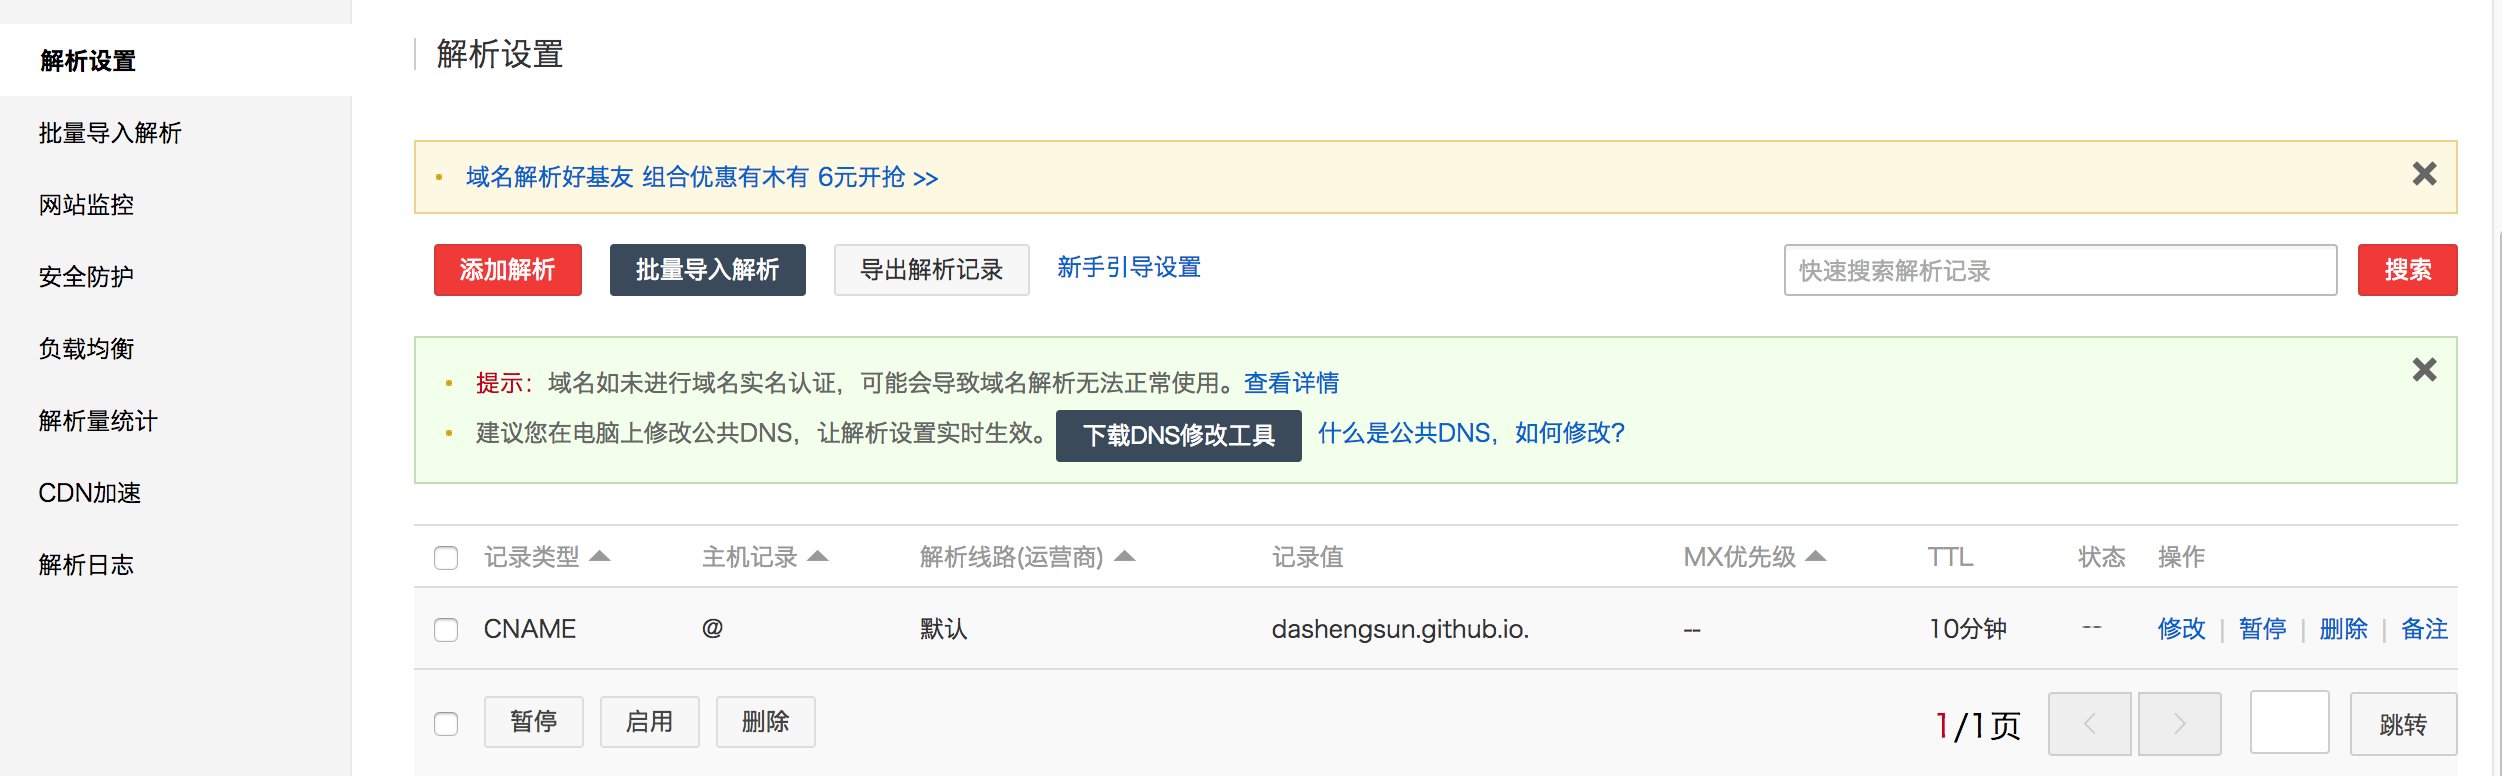 解析设置
批量导入解析
网站监控
安全防护
负载均衡
解析量统计
CDN加速
解析日志
解析设置
域名解析好基友 组合优惠有木有 6元开抢 >>
添加解析 批量导入解析 导出解析记录 新手引导设置 快速搜索解析记录 搜索
提示：域名如未进行域名实名认证，可能会导致域名解析无法正常使用。查看详情
建议您在电脑上修改公共DNS，让解析设置实时生效。 下载DNS修改工具 什么是公共DNS，如何修改?
记录类型 主机记录 解析线路(运营商) 记录值 MX优先级 TTL 状态 操作
CNAME @ 默认 dashengsun.github.io. -- 10分钟 -- 修改 | 暂停 | 删除 | 备注
暂停 启用 删除 1/1页 < > 跳转